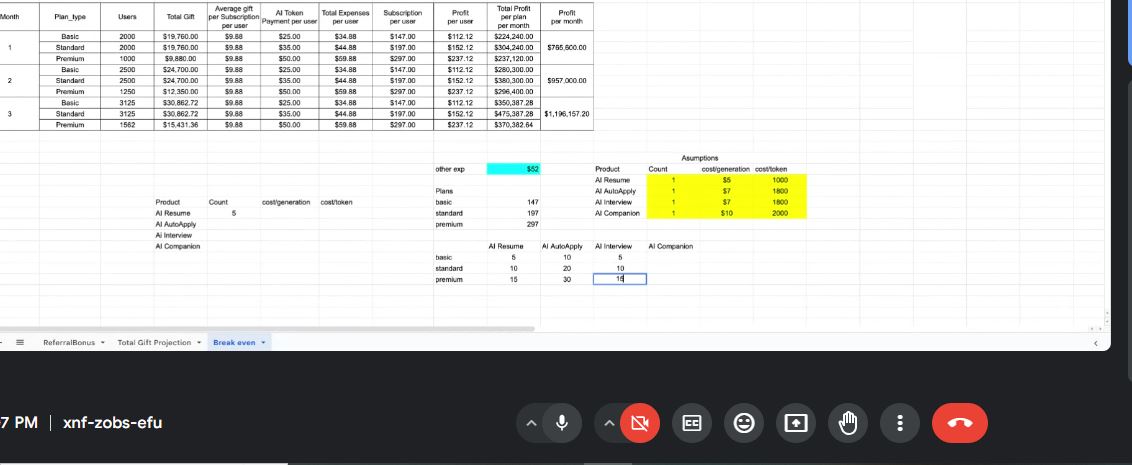 Month Plan_type Users Total Gift Average gift per Subscription per user AI Token Payment per user Total Expenses per user Subscription per user Profit per user Total Profit per plan per month Profit per month
Basic 2000 $19,760.00 $9.88 $25.00 $34.88 $147.00 $112.12 $224,240.00
1 Standard 2000 $19,760.00 $9.88 $35.00 $44.88 $197.00 $152.12 $304,240.00 $765,600.00
Premium 1000 $9,880.00 $9.88 $50.00 $59.88 $297.00 $237.12 $237,120.00
Basic 2500 $24,700.00 $9.88 $25.00 $34.88 $147.00 $112.12 $280,300.00
2 Standard 2500 $24,700.00 $9.88 $35.00 $44.88 $197.00 $152.12 $380,300.00 $957,000.00
Premium 1250 $12,350.00 $9.88 $50.00 $59.88 $297.00 $237.12 $296,400.00
Basic 3125 $30,862.72 $9.88 $25.00 $34.88 $147.00 $112.12 $350,387.28
3 Standard 3125 $30,862.72 $9.88 $35.00 $44.88 $197.00 $152.12 $475,387.28 $1,196,157.20
Premium 1562 $15,431.36 $9.88 $50.00 $59.88 $297.00 $237.12 $370,382.64
Asumptions
other exp $52 Product Count cost/generation cost/token
AI Resume 1 $5 1000
Plans AI AutoApply 1 $7 1800
Product Count cost/generation cost/token basic 147 AI Interview 1 $7 1800
AI Resume 5 standard 197 AI Companion 1 $10 2000
AI AutoApply premium 297
Ai Interview
AI Companion AI Resume AI AutoApply AI Interview AI Companion
basic 5 10 5
standard 10 20 10
premium 15 30 15
ReferralBonus Total Gift Projection Break even
7 PM | xnf-zobs-efu
CC